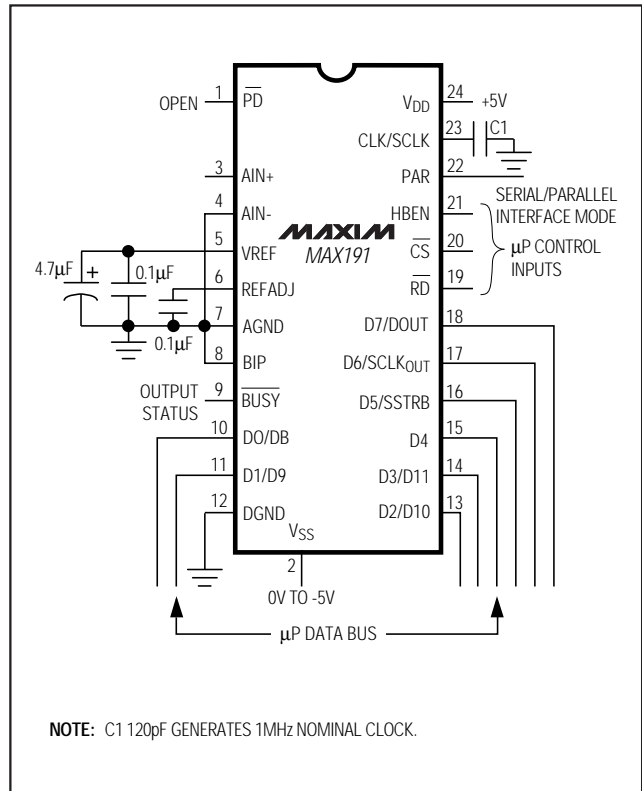 OPEN
1
PD
3
AIN+
4
AIN-
5
VREF
6
REFADJ
7
AGND
8
BIP
OUTPUT
STATUS
9
BUSY
10
DO/DB
11
D1/D9
12
DGND
VSS
2
0V TO -5V
MAXIM
MAX191
VDD
24
+5V
CLK/SCLK
23
C1
PAR
22
HBEN
21
CS
20
RD
19
SERIAL/PARALLEL
INTERFACE MODE
µP CONTROL
INPUTS
D7/DOUT
18
D6/SCLKOUT
17
D5/SSTRB
16
D4
15
D3/D11
14
D2/D10
13
4.7µF
+
0.1µF
0.1µF
µP DATA BUS
NOTE: C1 120pF GENERATES 1MHz NOMINAL CLOCK.